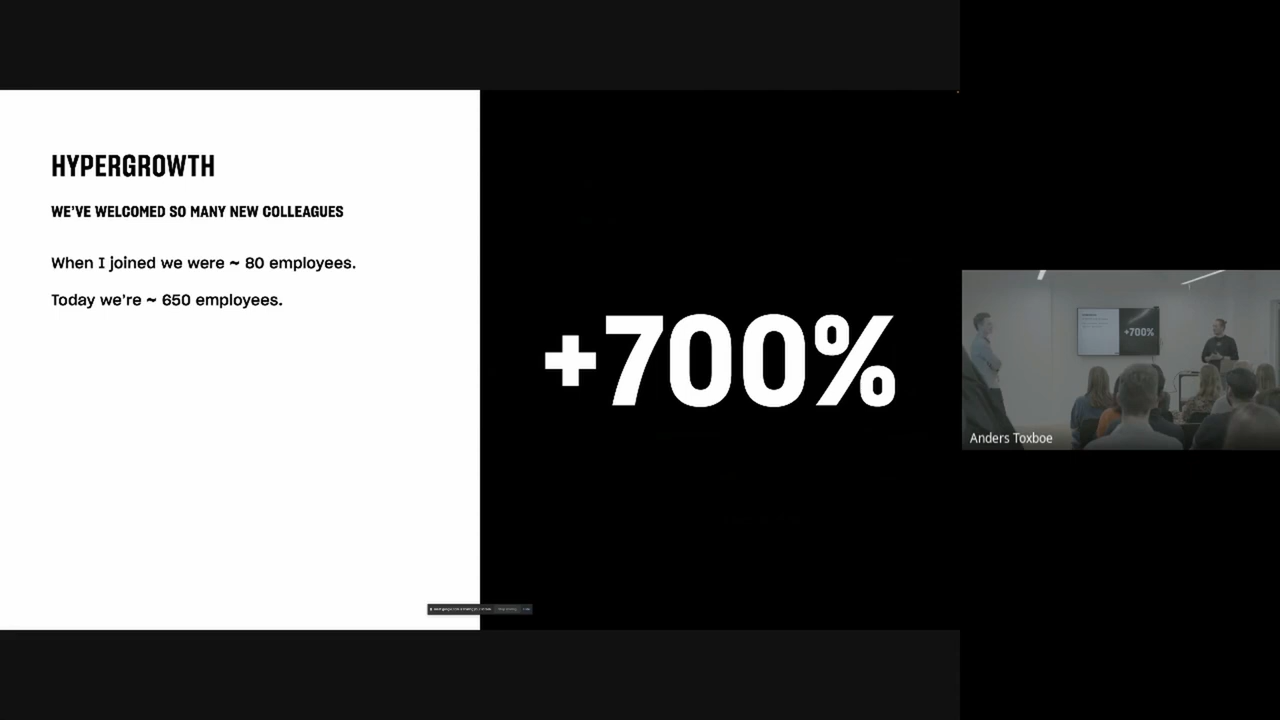 HYPERGROWTH
WE'VE WELCOMED SO MANY NEW COLLEAGUES
When I joined we were ~ 80 employees.
Today we're ~ 650 employees.
+700%
+700%
Anders Toxboe